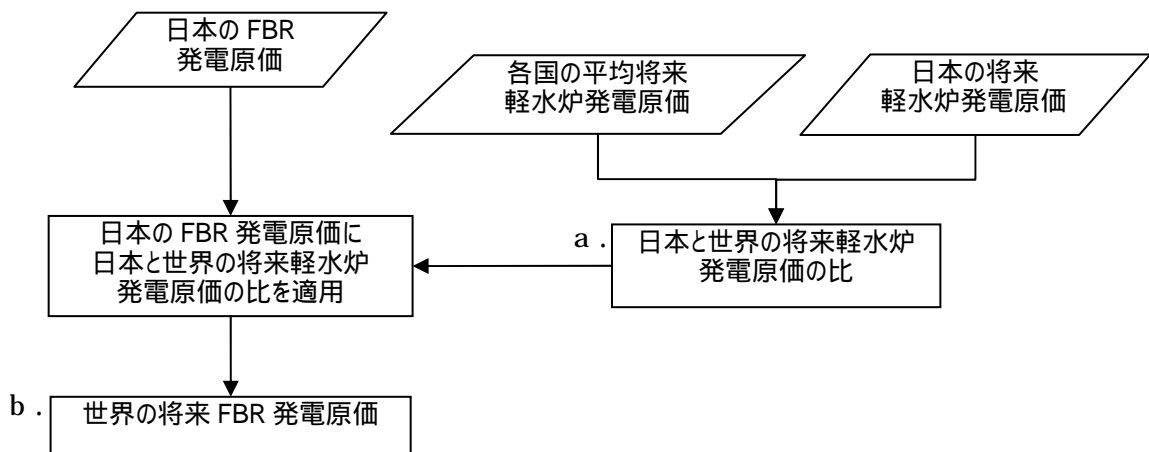 日本の FBR
発電原価
各国の平均将来
軽水炉発電原価
日本の将来
軽水炉発電原価
日本の FBR 発電原価に
日本と世界の将来軽水炉
発電原価の比を適用
a .
日本と世界の将来軽水炉
発電原価の比
b .
世界の将来 FBR 発電原価